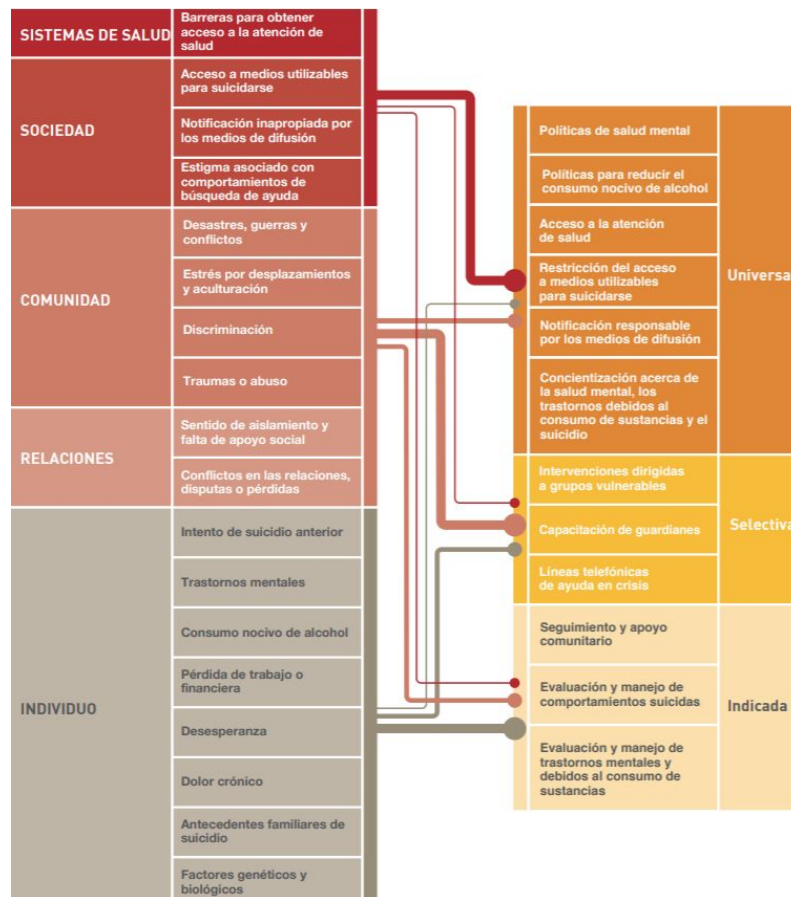 SISTEMAS DE SALUD
Barreras para obtener
acceso a la atención de
salud
SOCIEDAD
Acceso a medios utilizables
para suicidarse
Notificación inapropiada por
los medios de difusión
Estigma asociado con
comportamientos de
búsqueda de ayuda
COMUNIDAD
Desastres, guerras y
conflictos
Estrés por desplazamientos
y aculturación
Discriminación
Traumas o abuso
RELACIONES
Sentido de aislamiento y
falta de apoyo social
Conflictos en las relaciones,
disputas o pérdidas
INDIVIDUO
Intento de suicidio anterior
Trastornos mentales
Consumo nocivo de alcohol
Pérdida de trabajo o
financiera
Desesperanza
Dolor crónico
Antecedentes familiares de
suicidio
Factores genéticos y
biológicos
Políticas de salud mental
Políticas para reducir el
consumo nocivo de alcohol
Acceso a la atención
de salud
Restricción del acceso
a medios utilizables
para suicidarse
Notificación responsable
por los medios de difusión
Concientización acerca de
la salud mental, los
trastornos debidos al
consumo de sustancias y el
suicidio
Universa
Intervenciones dirigidas
a grupos vulnerables
Capacitación de guardianes
Líneas telefónicas
de ayuda en crisis
Selectiva
Seguimiento y apoyo
comunitario
Evaluación y manejo de
comportamientos suicidas
Evaluación y manejo de
trastornos mentales y
debidos al consumo de
sustancias
Indicada